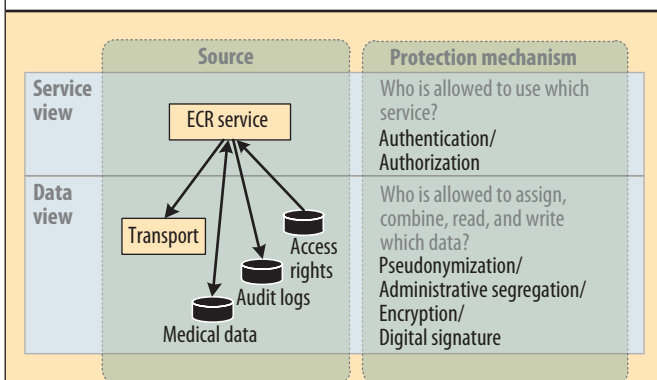 Source
Protection mechanism
Service
view
ECR service
Who is allowed to use which
service?
Authentication/
Authorization
Data
view
Transport
Access
rights
Audit logs
Medical data
Who is allowed to assign,
combine, read, and write
which data?
Pseudonymization/
Administrative segregation/
Encryption/
Digital signature